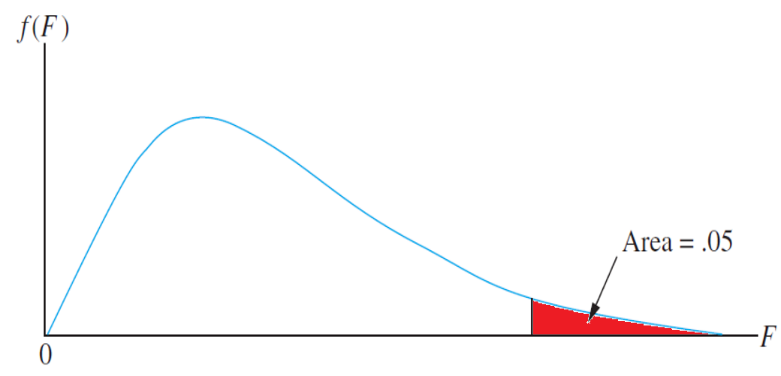 f(F)
Area = .05
F
0